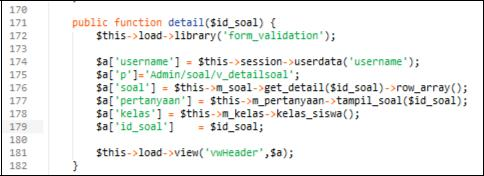 170
171 public function detail($id_soal) {
172 $this->load->library('form_validation');
173
174 $a['username'] = $this->session->userdata('username');
175 $a['p']='Admin/soal/v_detailsoal';
176 $a['soal'] = $this->m_soal->get_detail($id_soal)->row_array();
177 $a['pertanyaan'] = $this->m_pertanyaan->tampil_soal($id_soal);
178 $a['kelas'] = $this->m_kelas->kelas_siswa();
179 $a['id_soal'] = $id_soal;
180
181 $this->load->view('vwHeader',$a);
182 }